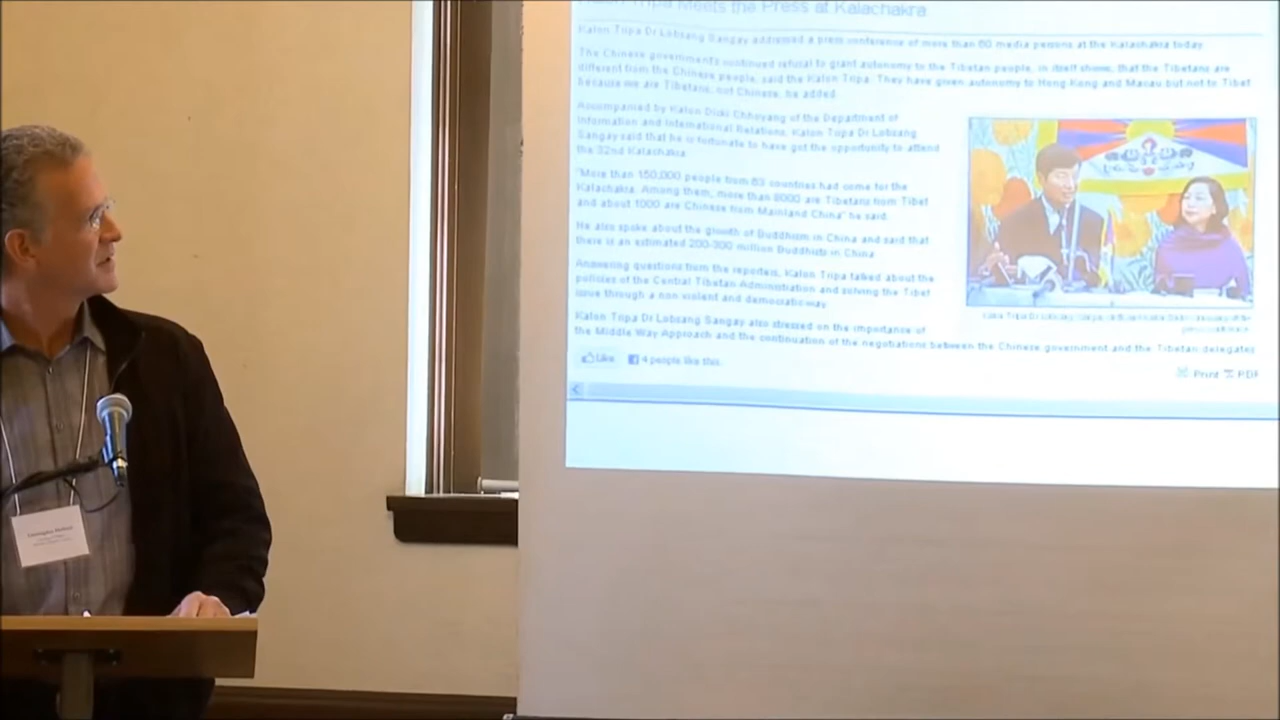 Kalon Tripa Meets the Press at Kalachakra
Kalon Tripa Dr Lobsang Sangay addressed a press conference of more than 60 media persons at the Kalachakra today.
The Chinese government's continued refusal to grant autonomy to the Tibetan people, in itself shows, that the Tibetans are
different from the Chinese people, said the Kalon Tripa. They have given autonomy to Hong Kong and Macau but not to Tibet
because we are Tibetans, not Chinese, he added.
Accompanied by Kalon Dicki Chhoyang of the Department of
Information and International Relations, Kalon Tripa Dr Lobsang
Sangay said that he is fortunate to have got the opportunity to attend
the 32nd Kalachakra.
"More than 150,000 people from 63 countries had come for the
Kalachakra. Among them, more than 8000 are Tibetans from Tibet
and about 1000 are Chinese from Mainland China" he said.
He also spoke about the growth of Buddhism in China and said that
there is an estimated 200-300 million Buddhists in China.
Answering questions from the reporters, Kalon Tripa talked about the
policies of the Central Tibetan Administration and solving the Tibet
issue through a non violent and democratic way.
Kalon Tripa Dr Lobsang Sangay also stressed on the importance of
the Middle Way Approach and the continuation of the negotiations between the Chinese government and the Tibetan delegates
Like
4 people like this.
Print
PDF